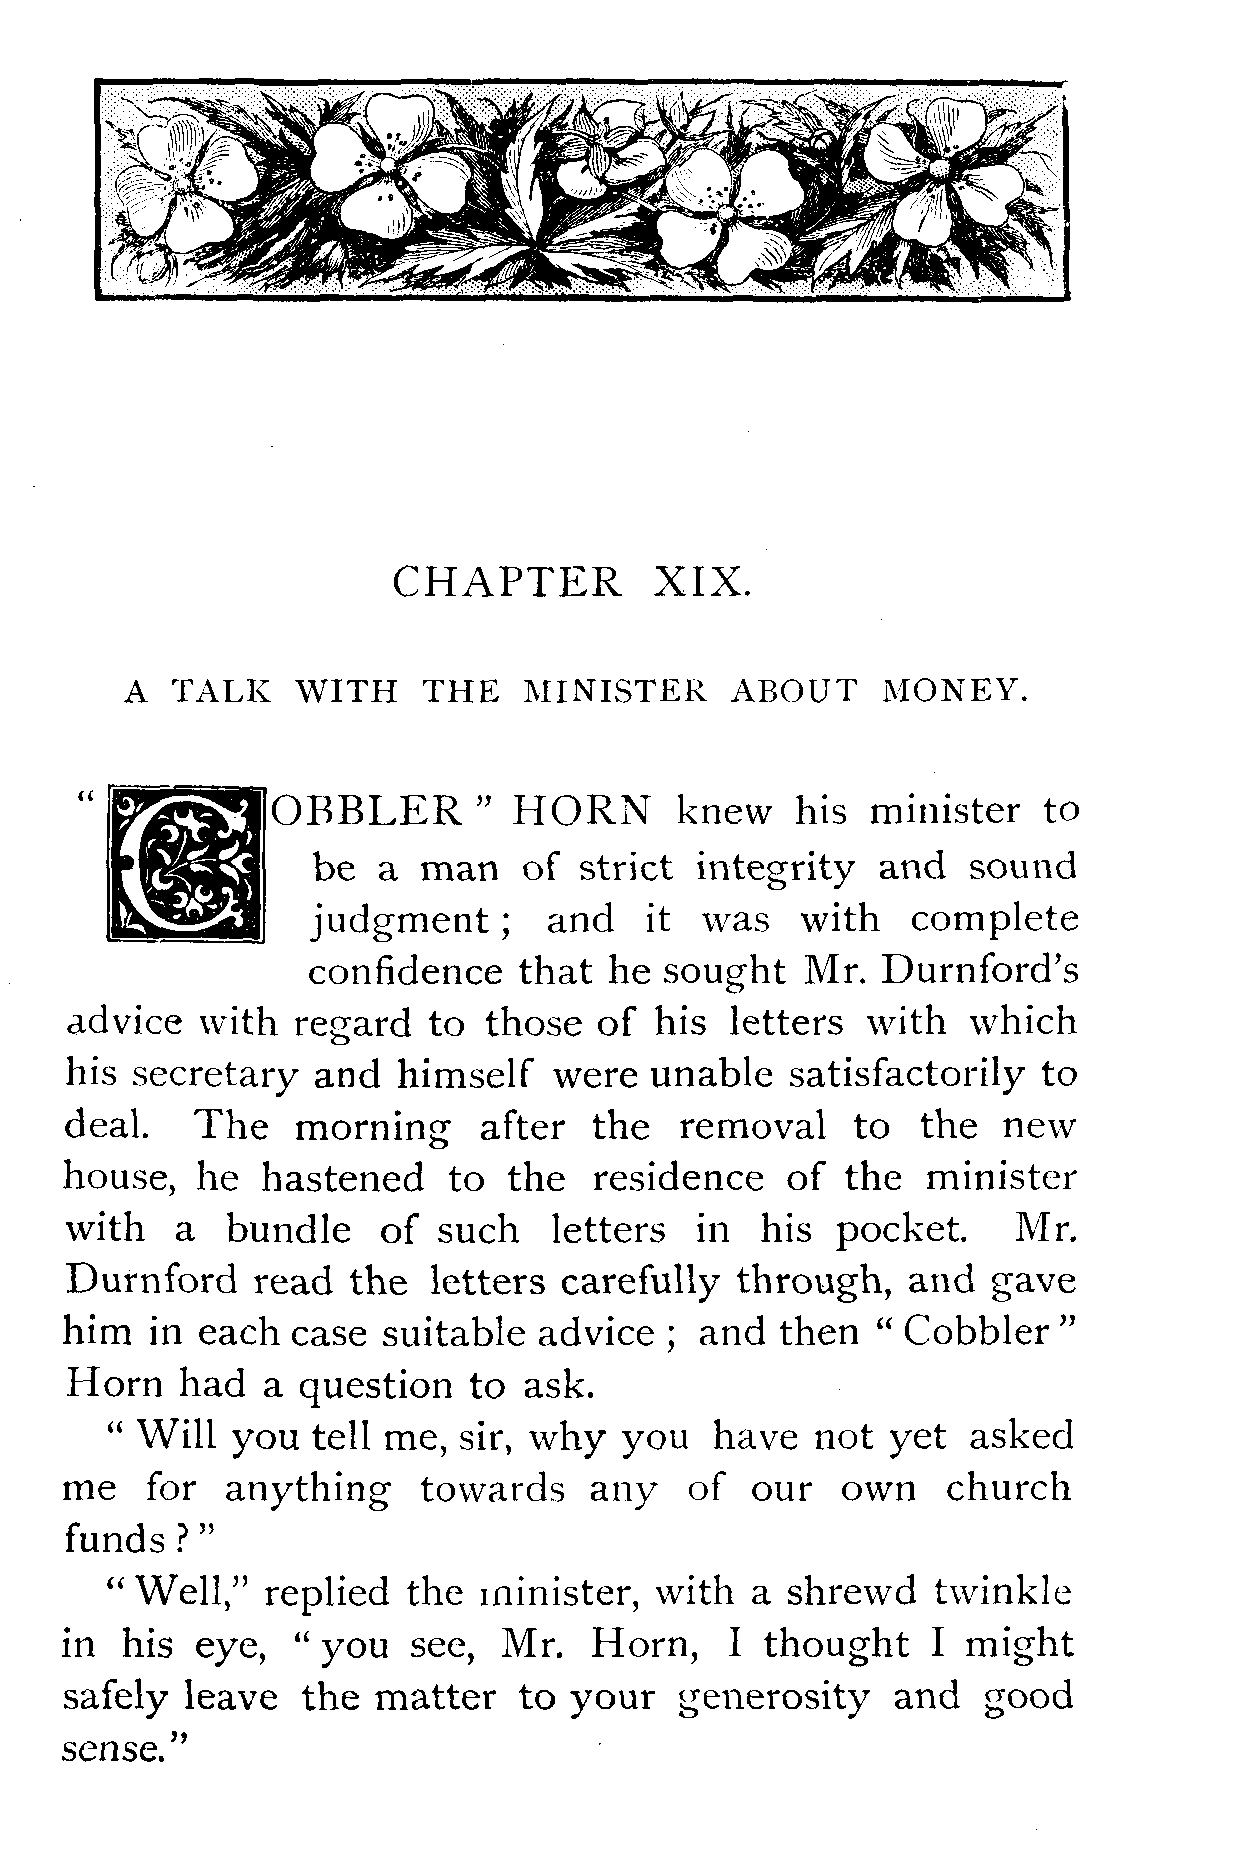 CHAPTER XIX.
A TALK WITH THE MINISTER ABOUT MONEY.
“COBBLER” HORN knew his minister to
be a man of strict integrity and sound
judgment; and it was with complete
confidence that he sought Mr. Durnford’s
advice with regard to those of his letters with which
his secretary and himself were unable satisfactorily to
deal. The morning after the removal to the new
house, he hastened to the residence of the minister
with a bundle of such letters in his pocket. Mr.
Durnford read the letters carefully through, and gave
him in each case suitable advice; and then “Cobbler”
Horn had a question to ask.
“Will you tell me, sir, why you have not yet asked
me for anything towards any of our own church
funds?”
“Well,” replied the minister, with a shrewd twinkle
in his eye, “you see, Mr. Horn, I thought I might
safely leave the matter to your generosity and good
sense.”